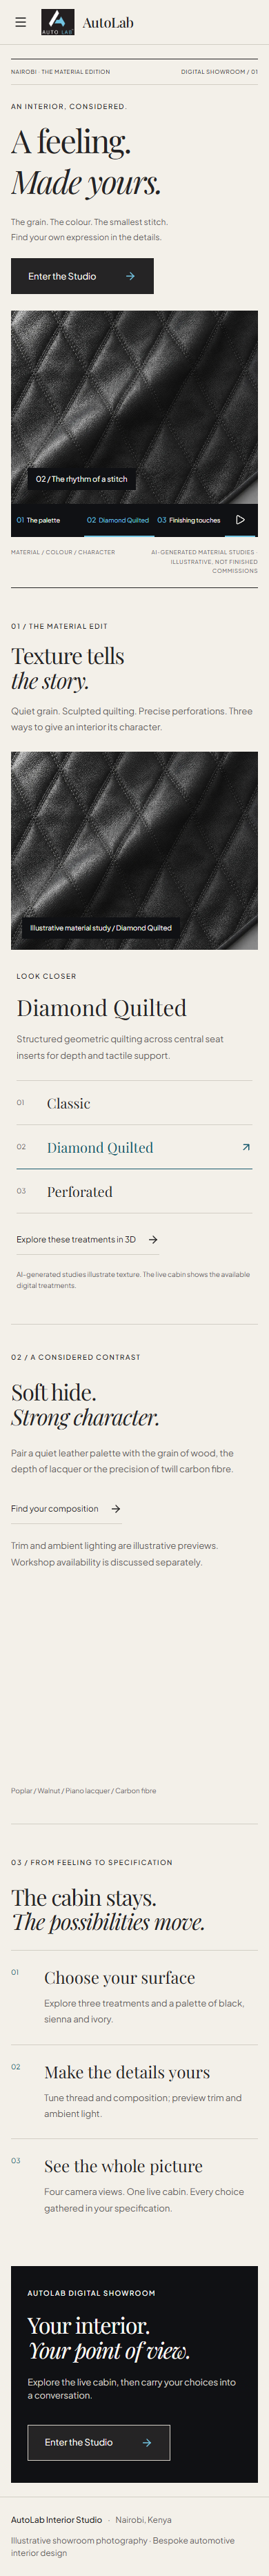 AUTO LAB
AutoLab
NAIROBI · THE MATERIAL EDITION
DIGITAL SHOWROOM / 01
AN INTERIOR, CONSIDERED.
A feeling.
Made yours.
The grain. The colour. The smallest stitch.
Find your own expression in the details.
Enter the Studio
02 / The rhythm of a stitch
01 The palette
02 Diamond Quilted
03 Finishing touches
MATERIAL / COLOUR / CHARACTER
AI-GENERATED MATERIAL STUDIES ·
ILLUSTRATIVE, NOT FINISHED
COMMISSIONS
01 / THE MATERIAL EDIT
Texture tells
the story.
Quiet grain. Sculpted quilting. Precise perforations. Three
ways to give an interior its character.
Illustrative material study / Diamond Quilted
LOOK CLOSER
Diamond Quilted
Structured geometric quilting across central seat
inserts for depth and tactile support.
01 Classic
02 Diamond Quilted
03 Perforated
Explore these treatments in 3D
AI-generated studies illustrate texture. The live cabin shows the available
digital treatments.
02 / A CONSIDERED CONTRAST
Soft hide.
Strong character.
Pair a quiet leather palette with the grain of wood, the
depth of lacquer or the precision of twill carbon fibre.
Find your composition
Trim and ambient lighting are illustrative previews.
Workshop availability is discussed separately.
Poplar / Walnut / Piano lacquer / Carbon fibre
03 / FROM FEELING TO SPECIFICATION
The cabin stays.
The possibilities move.
01 Choose your surface
Explore three treatments and a palette of black,
sienna and ivory.
02 Make the details yours
Tune thread and composition; preview trim and
ambient light.
03 See the whole picture
Four camera views. One live cabin. Every choice
gathered in your specification.
AUTOLAB DIGITAL SHOWROOM
Your interior.
Your point of view.
Explore the live cabin, then carry your choices into
a conversation.
Enter the Studio
AutoLab Interior Studio · Nairobi, Kenya
Illustrative showroom photography · Bespoke automotive
interior design